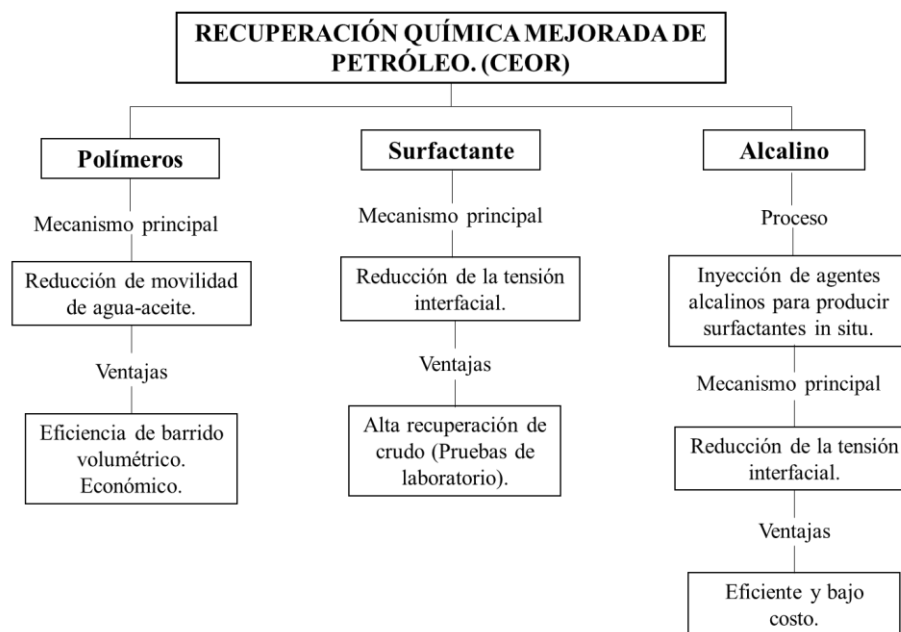 RECUPERACIÓN QUÍMICA MEJORADA DE
PETRÓLEO. (CEOR)
Polímeros
Mecanismo principal
Reducción de movilidad
de agua-aceite.
Ventajas
Eficiencia de barrido
volumétrico.
Económico.
Surfactante
Mecanismo principal
Reducción de la tensión
interfacial.
Ventajas
Alta recuperación de
crudo (Pruebas de
laboratorio).
Alcalino
Proceso
Inyección de agentes
alcalinos para producir
surfactantes in situ.
Mecanismo principal
Reducción de la tensión
interfacial.
Ventajas
Eficiente y bajo
costo.